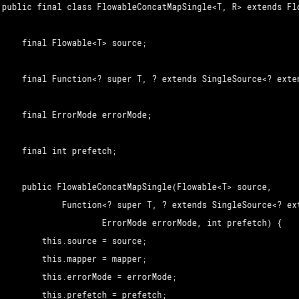 public final class FlowableConcatMapSingle<T, R> extends Flo
final Flowable<T> source;
final Function<? super T, ? extends SingleSource<? exten
final ErrorMode errorMode;
final int prefetch;
public FlowableConcatMapSingle(Flowable<T> source,
Function<? super T, ? extends SingleSource<? ext
ErrorMode errorMode, int prefetch) {
this.source = source;
this.mapper = mapper;
this.errorMode = errorMode;
this.prefetch = prefetch;